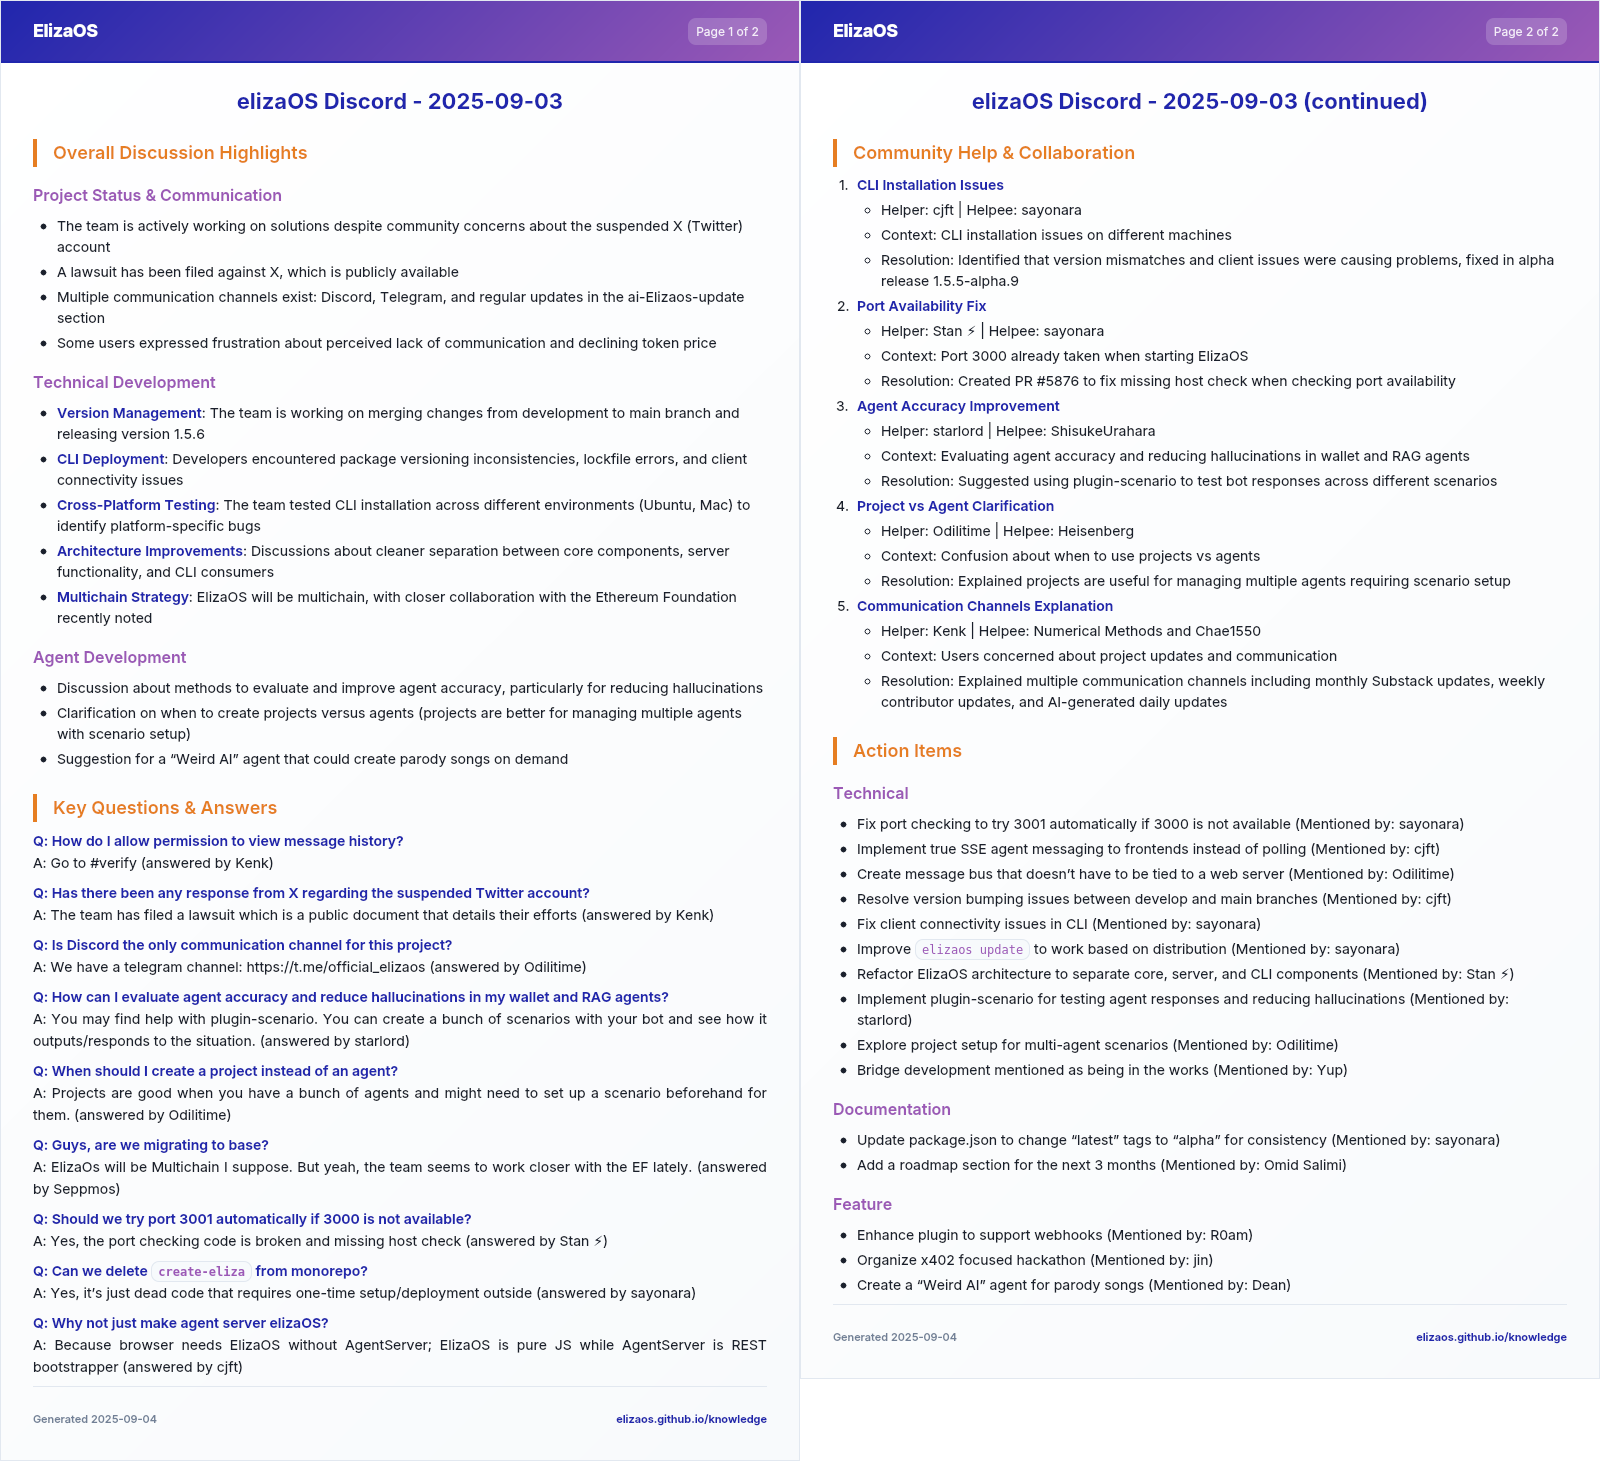 ElizaOS
Page 1 of 2
elizaOS Discord - 2025-09-03
Overall Discussion Highlights
Project Status & Communication
• The team is actively working on solutions despite community concerns about the suspended X (Twitter)
account
• A lawsuit has been filed against X, which is publicly available
• Multiple communication channels exist: Discord, Telegram, and regular updates in the ai-Elizaos-update
section
• Some users expressed frustration about perceived lack of communication and declining token price
Technical Development
• Version Management: The team is working on merging changes from development to main branch and
releasing version 1.5.6
• CLI Deployment: Developers encountered package versioning inconsistencies, lockfile errors, and client
connectivity issues
• Cross-Platform Testing: The team tested CLI installation across different environments (Ubuntu, Mac) to
identify platform-specific bugs
• Architecture Improvements: Discussions about cleaner separation between core components, server
functionality, and CLI consumers
• Multichain Strategy: ElizaOS will be multichain, with closer collaboration with the Ethereum Foundation
recently noted
Agent Development
• Discussion about methods to evaluate and improve agent accuracy, particularly for reducing hallucinations
• Clarification on when to create projects versus agents (projects are better for managing multiple agents
with scenario setup)
• Suggestion for a “Weird AI” agent that could create parody songs on demand
Key Questions & Answers
Q: How do I allow permission to view message history?
A: Go to #verify (answered by Kenk)
Q: Has there been any response from X regarding the suspended Twitter account?
A: The team has filed a lawsuit which is a public document that details their efforts (answered by Kenk)
Q: Is Discord the only communication channel for this project?
A: We have a telegram channel: https://t.me/official_elizaos (answered by Odilitime)
Q: How can I evaluate agent accuracy and reduce hallucinations in my wallet and RAG agents?
A: You may find help with plugin-scenario. You can create a bunch of scenarios with your bot and see how it
outputs/responds to the situation. (answered by starlord)
Q: When should I create a project instead of an agent?
A: Projects are good when you have a bunch of agents and might need to set up a scenario beforehand for
them. (answered by Odilitime)
Q: Guys, are we migrating to base?
A: ElizaOs will be Multichain I suppose. But yeah, the team seems to work closer with the EF lately. (answered
by Seppmos)
Q: Should we try port 3001 automatically if 3000 is not available?
A: Yes, the port checking code is broken and missing host check (answered by Stan ⚡)
Q: Can we delete create-eliza from monorepo?
A: Yes, it’s just dead code that requires one-time setup/deployment outside (answered by sayonara)
Q: Why not just make agent server elizaOS?
A: Because browser needs ElizaOS without AgentServer; ElizaOS is pure JS while AgentServer is REST
bootstrapper (answered by cjft)
Generated 2025-09-04
elizaos.github.io/knowledge
ElizaOS
Page 2 of 2
elizaOS Discord - 2025-09-03 (continued)
Community Help & Collaboration
1. CLI Installation Issues
◦ Helper: cjft | Helpee: sayonara
◦ Context: CLI installation issues on different machines
◦ Resolution: Identified that version mismatches and client issues were causing problems, fixed in alpha
release 1.5.5-alpha.9
2. Port Availability Fix
◦ Helper: Stan ⚡ | Helpee: sayonara
◦ Context: Port 3000 already taken when starting ElizaOS
◦ Resolution: Created PR #5876 to fix missing host check when checking port availability
3. Agent Accuracy Improvement
◦ Helper: starlord | Helpee: ShisukeUrahara
◦ Context: Evaluating agent accuracy and reducing hallucinations in wallet and RAG agents
◦ Resolution: Suggested using plugin-scenario to test bot responses across different scenarios
4. Project vs Agent Clarification
◦ Helper: Odilitime | Helpee: Heisenberg
◦ Context: Confusion about when to use projects vs agents
◦ Resolution: Explained projects are useful for managing multiple agents requiring scenario setup
5. Communication Channels Explanation
◦ Helper: Kenk | Helpee: Numerical Methods and Chae1550
◦ Context: Users concerned about project updates and communication
◦ Resolution: Explained multiple communication channels including monthly Substack updates, weekly
contributor updates, and AI-generated daily updates
Action Items
Technical
• Fix port checking to try 3001 automatically if 3000 is not available (Mentioned by: sayonara)
• Implement true SSE agent messaging to frontends instead of polling (Mentioned by: cjft)
• Create message bus that doesn’t have to be tied to a web server (Mentioned by: Odilitime)
• Resolve version bumping issues between develop and main branches (Mentioned by: cjft)
• Fix client connectivity issues in CLI (Mentioned by: sayonara)
• Improve elizaos update to work based on distribution (Mentioned by: sayonara)
• Refactor ElizaOS architecture to separate core, server, and CLI components (Mentioned by: Stan ⚡)
• Implement plugin-scenario for testing agent responses and reducing hallucinations (Mentioned by:
starlord)
• Explore project setup for multi-agent scenarios (Mentioned by: Odilitime)
• Bridge development mentioned as being in the works (Mentioned by: Yup)
Documentation
• Update package.json to change “latest” tags to “alpha” for consistency (Mentioned by: sayonara)
• Add a roadmap section for the next 3 months (Mentioned by: Omid Salimi)
Feature
• Enhance plugin to support webhooks (Mentioned by: R0am)
• Organize x402 focused hackathon (Mentioned by: jin)
• Create a “Weird AI” agent for parody songs (Mentioned by: Dean)
Generated 2025-09-04
elizaos.github.io/knowledge